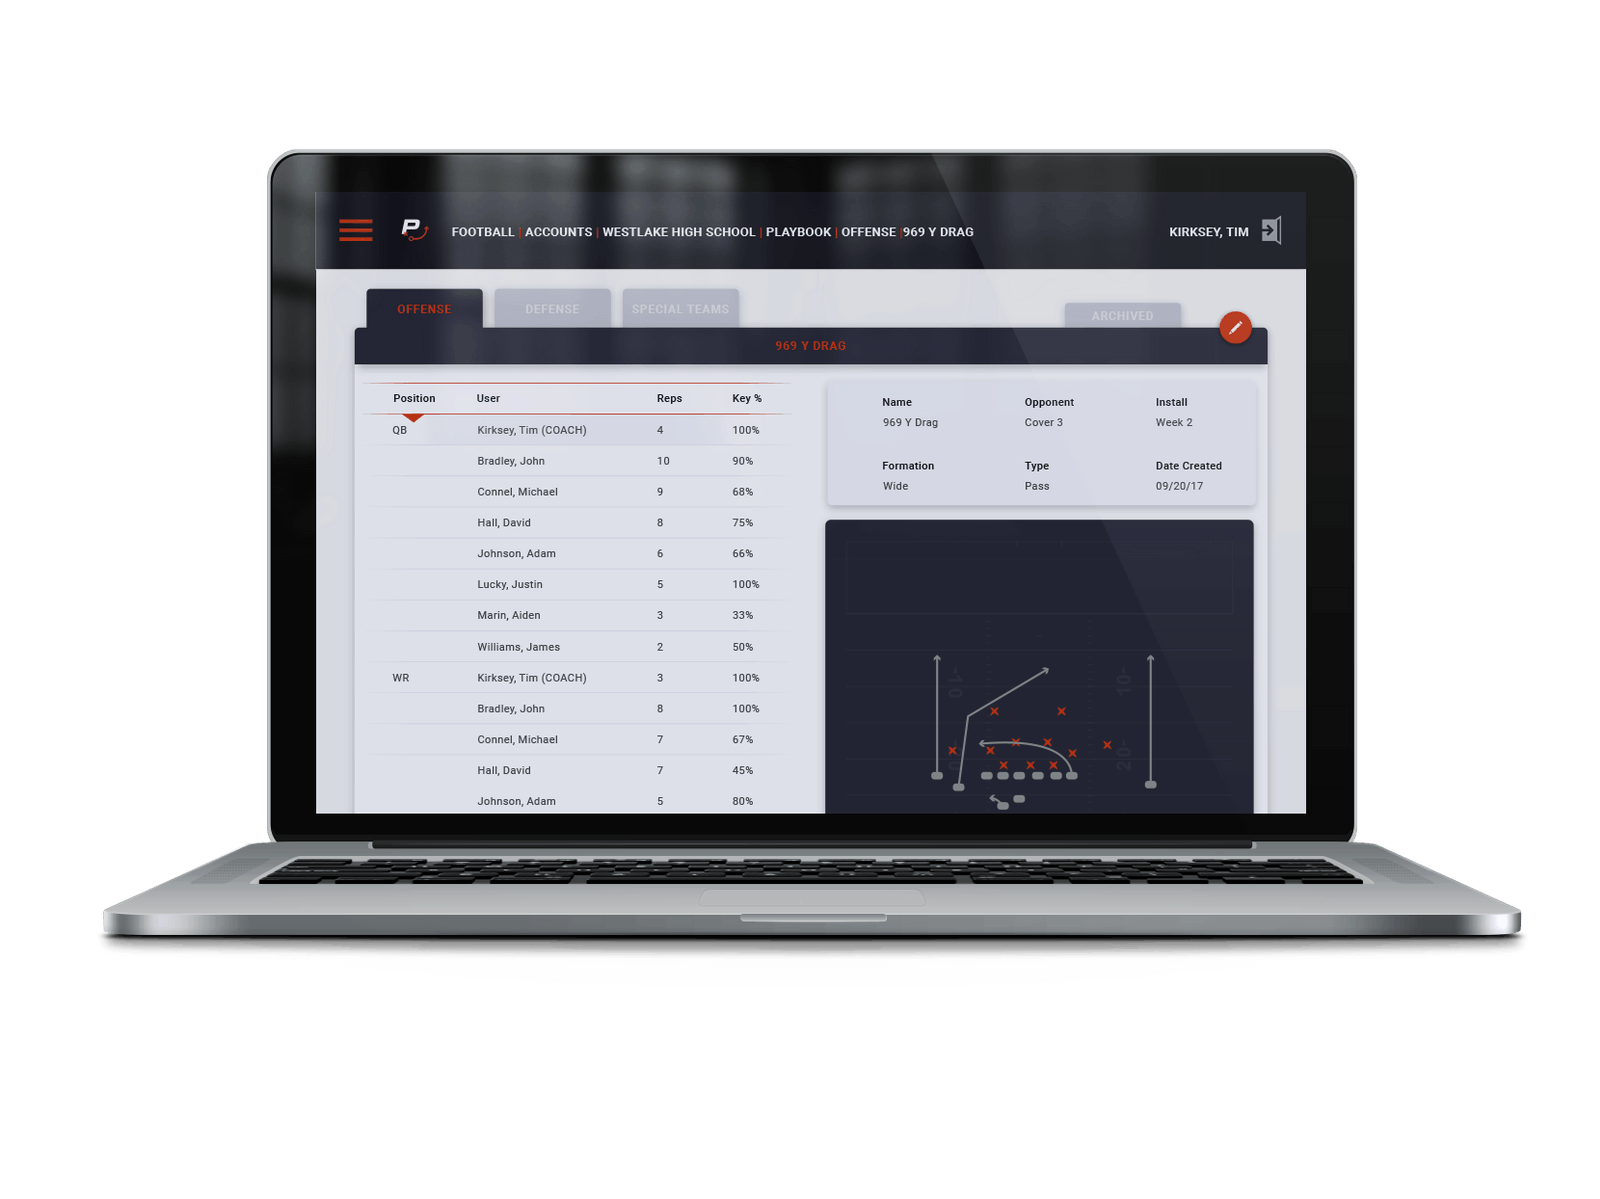 P
FOOTBALL | ACCOUNTS | WESTLAKE HIGH SCHOOL | PLAYBOOK | OFFENSE |969 Y DRAG
KIRKSEY, TIM
OFFENSE
DEFENSE
SPECIAL TEAMS
ARCHIVED
969 Y DRAG
Position User Reps Key %
QB Kirksey, Tim (COACH) 4 100%
Bradley, John 10 90%
Connel, Michael 9 68%
Hall, David 8 75%
Johnson, Adam 6 66%
Lucky, Justin 5 100%
Marin, Aiden 3 33%
Williams, James 2 50%
WR Kirksey, Tim (COACH) 3 100%
Bradley, John 8 100%
Connel, Michael 7 67%
Hall, David 7 45%
Johnson, Adam 5 80%
Name Opponent Install
969 Y Drag Cover 3 Week 2
Formation Type Date Created
Wide Pass 09/20/17
-10
10-
20-